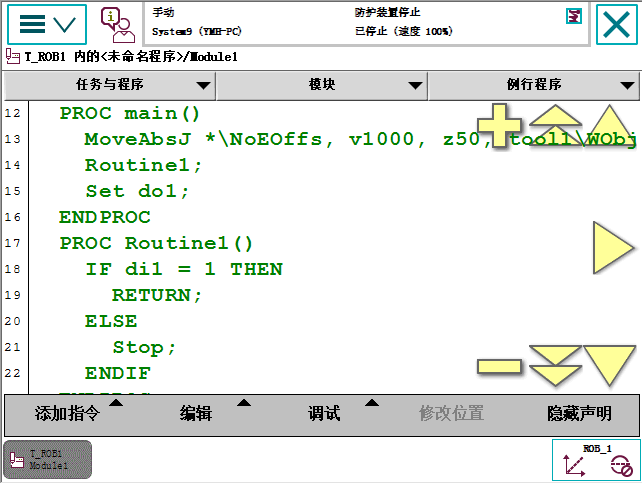 手动
System9 (YMH-PC)
防护装置停止
已停止 (速度 100%)
T_ROB1 内的<未命名程序>/Module1
任务与程序
模块
例行程序
12 PROC main()
13 MoveAbsJ *\NoEOffs, v1000, z50, tool1\WObj
14 Routine1;
15 Set do1;
16 ENDPROC
17 PROC Routine1()
18 IF di1 = 1 THEN
19 RETURN;
20 ELSE
21 Stop;
22 ENDIF
添加指令
编辑
调试
修改位置
隐藏声明
T_ROB1
Module1
ROB_1